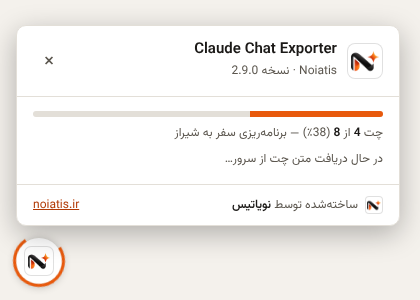 Claude Chat Exporter
Noiatis · نسخه 2.9.0
×
چت 4 از 8 (38٪) — برنامه‌ریزی سفر به شیراز
در حال دریافت متن چت از سرور...
ساخته‌شده توسط نویاتیس
noiatis.ir